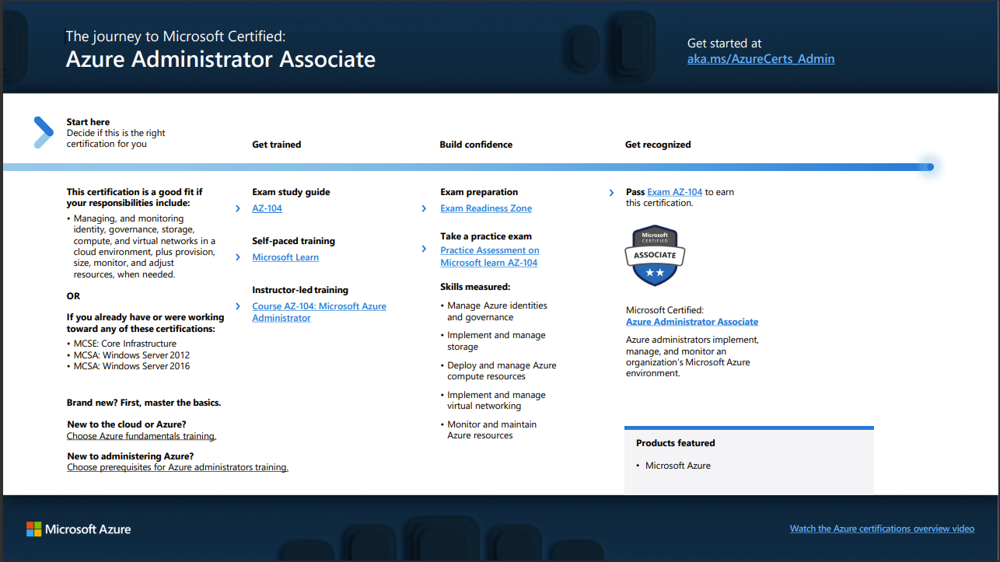 The journey to Microsoft Certified:
Azure Administrator Associate
Get started at
aka.ms/AzureCerts_Admin
Start here
Decide if this is the right
certification for you
Get trained
Build confidence
Get recognized
This certification is a good fit if
your responsibilities include:
• Managing, and monitoring
identity, governance, storage,
compute, and virtual networks in a
cloud environment, plus provision,
size, monitor, and adjust
resources, when needed.
OR
If you already have or were working
toward any of these certifications:
• MCSE: Core Infrastructure
• MCSA: Windows Server 2012
• MCSA: Windows Server 2016
Brand new? First, master the basics.
New to the cloud or Azure?
Choose Azure fundamentals training.
New to administering Azure?
Choose prerequisites for Azure administrators training.
Exam study guide
AZ-104
Self-paced training
Microsoft Learn
Instructor-led training
Course AZ-104: Microsoft Azure
Administrator
Exam preparation
Exam Readiness Zone
Take a practice exam
Practice Assessment on
Microsoft learn AZ-104
Skills measured:
• Manage Azure identities
and governance
• Implement and manage
storage
• Deploy and manage Azure
compute resources
• Implement and manage
virtual networking
• Monitor and maintain
Azure resources
Pass Exam AZ-104 to earn
this certification.
Microsoft
CERTIFIED
ASSOCIATE
Microsoft Certified:
Azure Administrator Associate
Azure administrators implement,
manage, and monitor an
organization's Microsoft Azure
environment.
Products featured
• Microsoft Azure
Microsoft Azure
Watch the Azure certifications overview video